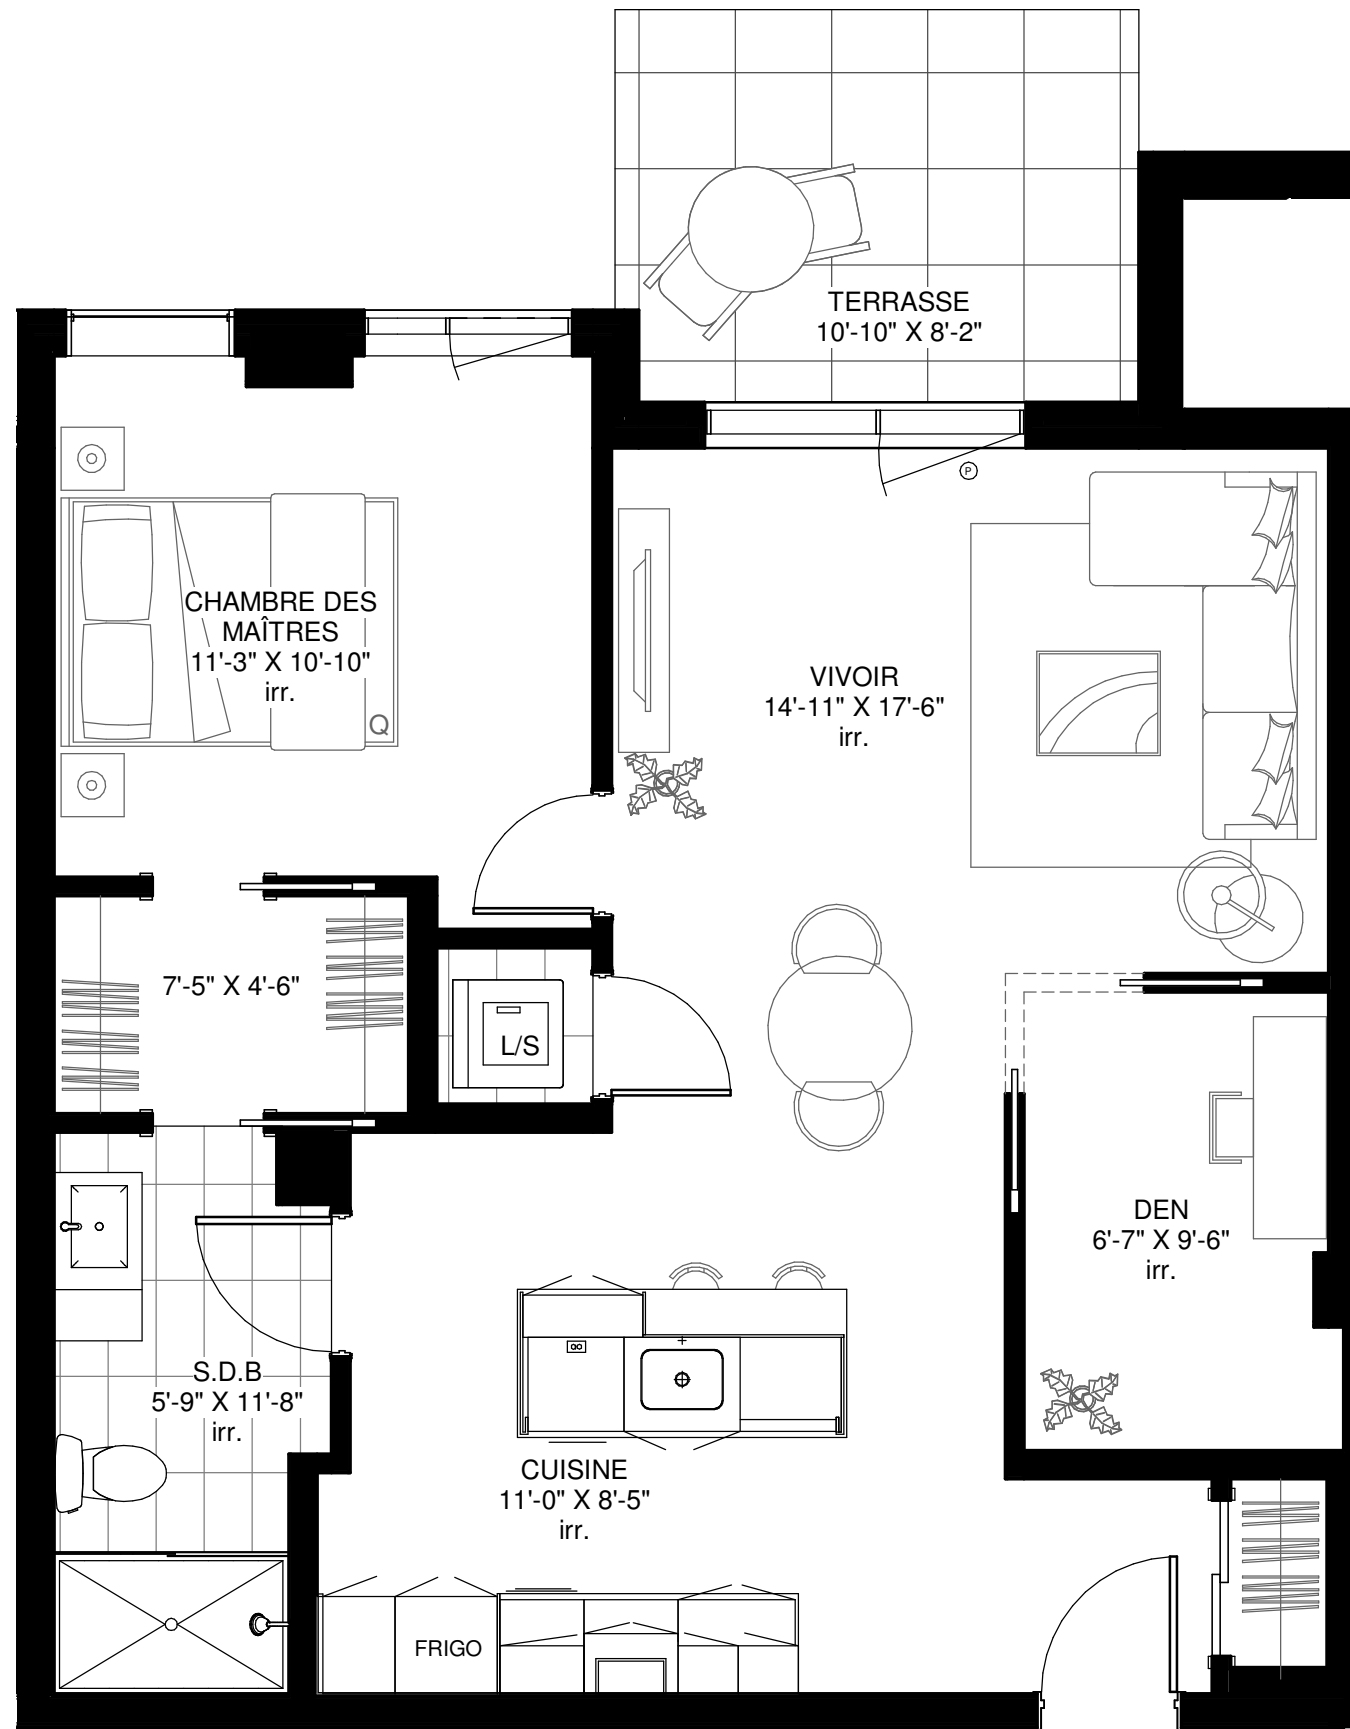 TERRASSE
10'-10" X 8'-2"
P
CHAMBRE DES
MAÎTRES
11'-3" X 10'-10"
irr.
Q
VIVOIR
14'-11" X 17'-6"
irr.
7'-5" X 4'-6"
L/S
DEN
6'-7" X 9'-6"
irr.
S.D.B
5'-9" X 11'-8"
irr.
CUISINE
11'-0" X 8'-5"
irr.
FRIGO